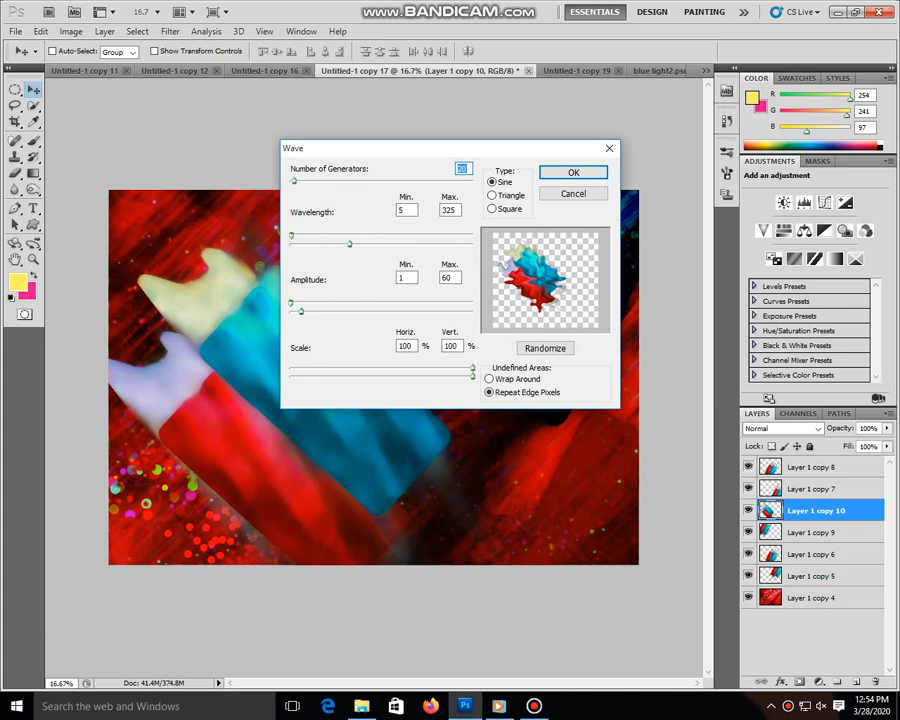 Ps Br Mb 16.7 www.BANDICAM.com ESSENTIALS DESIGN PAINTING CS Live
File Edit Image Layer Select Filter Analysis 3D View Window Help
Auto-Select: Group Show Transform Controls
Untitled-1 copy 11 Untitled-1 copy 12 Untitled-1 copy 16 Untitled-1 copy 17 @ 16.7% (Layer 1 copy 10, RGB/8) * Untitled-1 copy 19 blue light2.psd
COLOR SWATCHES STYLES
R 254
G 241
B 97
ADJUSTMENTS MASKS
Add an adjustment
Levels Presets
Curves Presets
Exposure Presets
Hue/Saturation Presets
Black & White Presets
Channel Mixer Presets
Selective Color Presets
LAYERS CHANNELS PATHS
Normal Opacity: 100%
Lock: Fill: 100%
Layer 1 copy 8
Layer 1 copy 7
Layer 1 copy 10
Layer 1 copy 9
Layer 1 copy 6
Layer 1 copy 5
Layer 1 copy 4
Wave
Number of Generators: 20
Min. Max.
Wavelength: 5 325
Min. Max.
Amplitude: 1 60
Horiz. Vert.
Scale: 100 % 100 %
Type:
Sine
Triangle
Square
OK
Cancel
Randomize
Undefined Areas:
Wrap Around
Repeat Edge Pixels
16.67% Doc: 41.4M/374.8M
Search the web and Windows
Ps
12:54 PM
3/28/2020